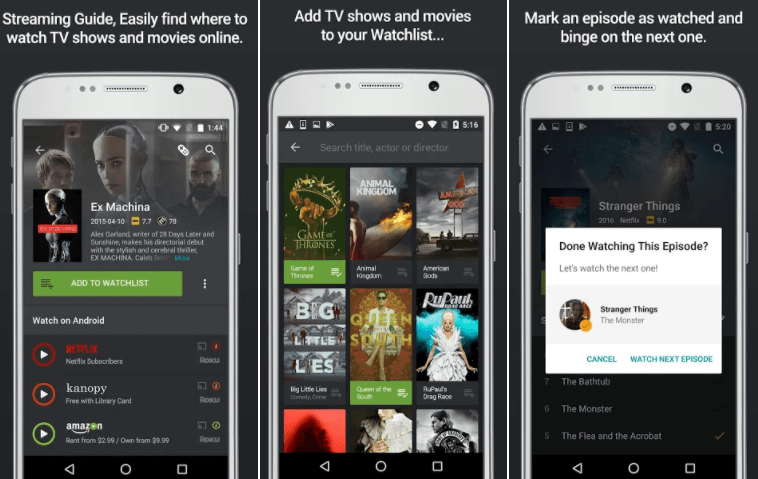 Streaming Guide, Easily find where to
watch TV shows and movies online.
1:44
EX MACHINA
Ex Machina
2015-04-10 7.7 78
Alex Garland, writer of 28 Days Later and
Sunshine, makes his directorial debut
with the stylish and cerebral thriller,
EX MACHINA. Caleb More
ADD TO WATCHLIST
Watch on Android
NETFLIX
Netflix Subscribers
ROKU
kanopy
Free with Library Card
ROKU
amazon
Rent from $2.99 / Own from $9.99
ROKU
Add TV shows and movies
to your Watchlist...
5:16
Search title, actor or director
GAME OF
THRONES
ANIMAL
KINGDOM
AMERICAN
GODS
Game of
Thrones
Animal
Kingdom
American
Gods
BIG
LITTLE
LIES
QUEEN
OF THE
SOUTH
RuPaul's
DRAG RACE
Big Little Lies
Comedy, Crime
Queen of the
South
RuPaul's
Drag Race
Mark an episode as watched and
binge on the next one.
5:20
Stranger Things
2016 Netflix 9.0
Done Watching This Episode?
Let's watch the next one!
Stranger Things
The Monster
CANCEL WATCH NEXT EPISODE
7 The Bathtub
6 The Monster
5 The Flea and the Acrobat